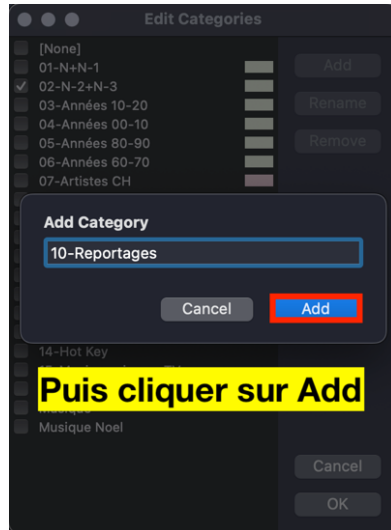 Edit Categories
[None]
01-N+N-1
Add
02-N-2+N-3
03-Années 10-20
Rename
04-Années 00-10
05-Années 80-90
Remove
06-Années 60-70
07-Artistes CH
Add Category
10-Reportages
Cancel
Add
14-Hot Key
Puis cliquer sur Add
Musique Noel
Cancel
OK